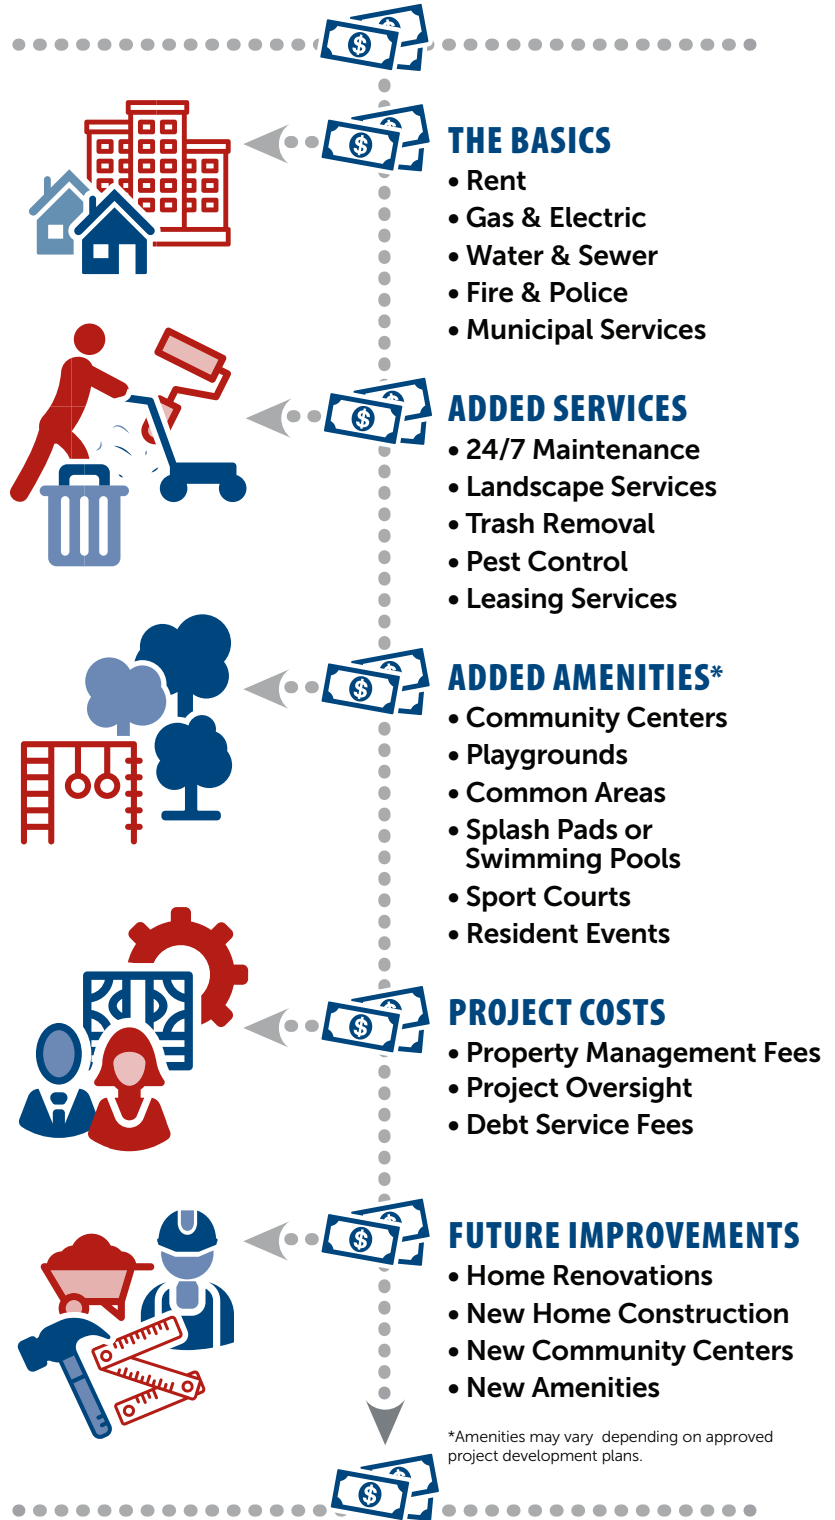 $
$
THE BASICS
• Rent
• Gas & Electric
• Water & Sewer
• Fire & Police
• Municipal Services
$
ADDED SERVICES
• 24/7 Maintenance
• Landscape Services
• Trash Removal
• Pest Control
• Leasing Services
$
ADDED AMENITIES*
• Community Centers
• Playgrounds
• Common Areas
• Splash Pads or
Swimming Pools
• Sport Courts
• Resident Events
$
PROJECT COSTS
• Property Management Fees
• Project Oversight
• Debt Service Fees
$
FUTURE IMPROVEMENTS
• Home Renovations
• New Home Construction
• New Community Centers
• New Amenities
*Amenities may vary depending on approved
project development plans.
$